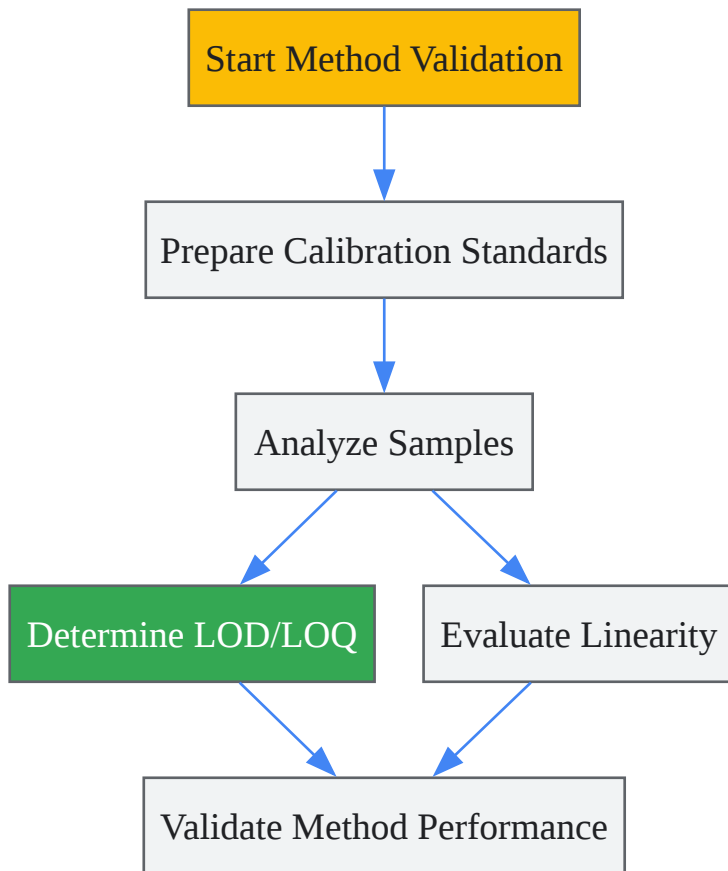 Start Method Validation
Prepare Calibration Standards
Analyze Samples
Determine LOD/LOQ
Evaluate Linearity
Validate Method Performance